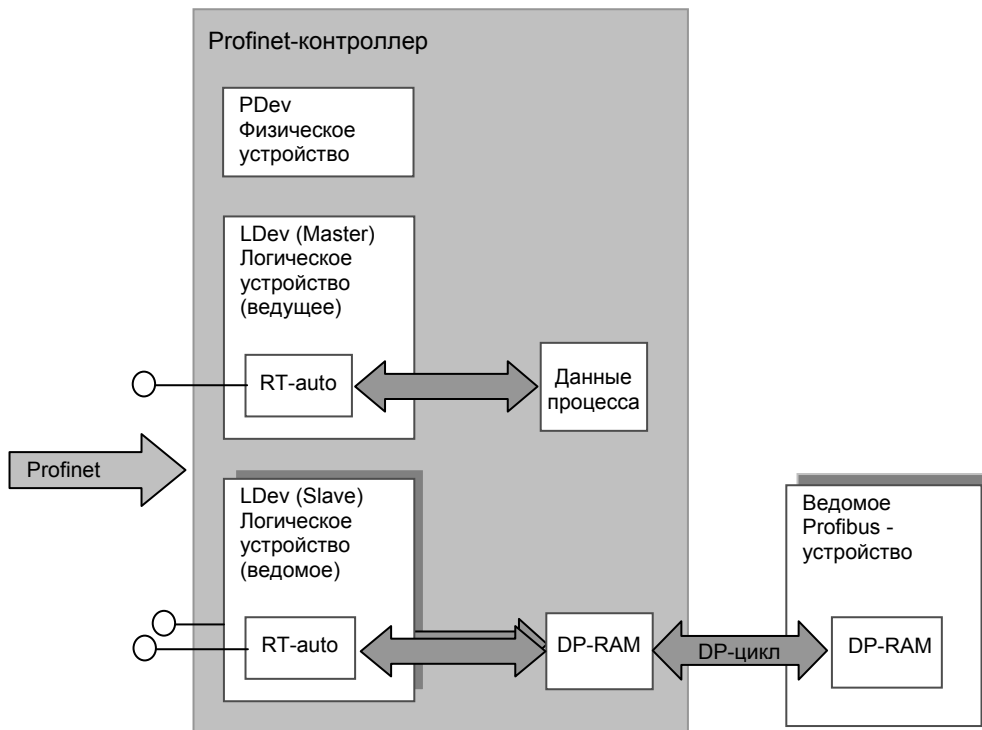 Profinet-контроллер
PDev
Физическое
устройство
LDev (Master)
Логическое
устройство
(ведущее)
RT-auto
Данные
процесса
Profinet
LDev (Slave)
Логическое
устройство
(ведомое)
RT-auto
DP-RAM
DP-цикл
Ведомое
Profibus -
устройство
DP-RAM